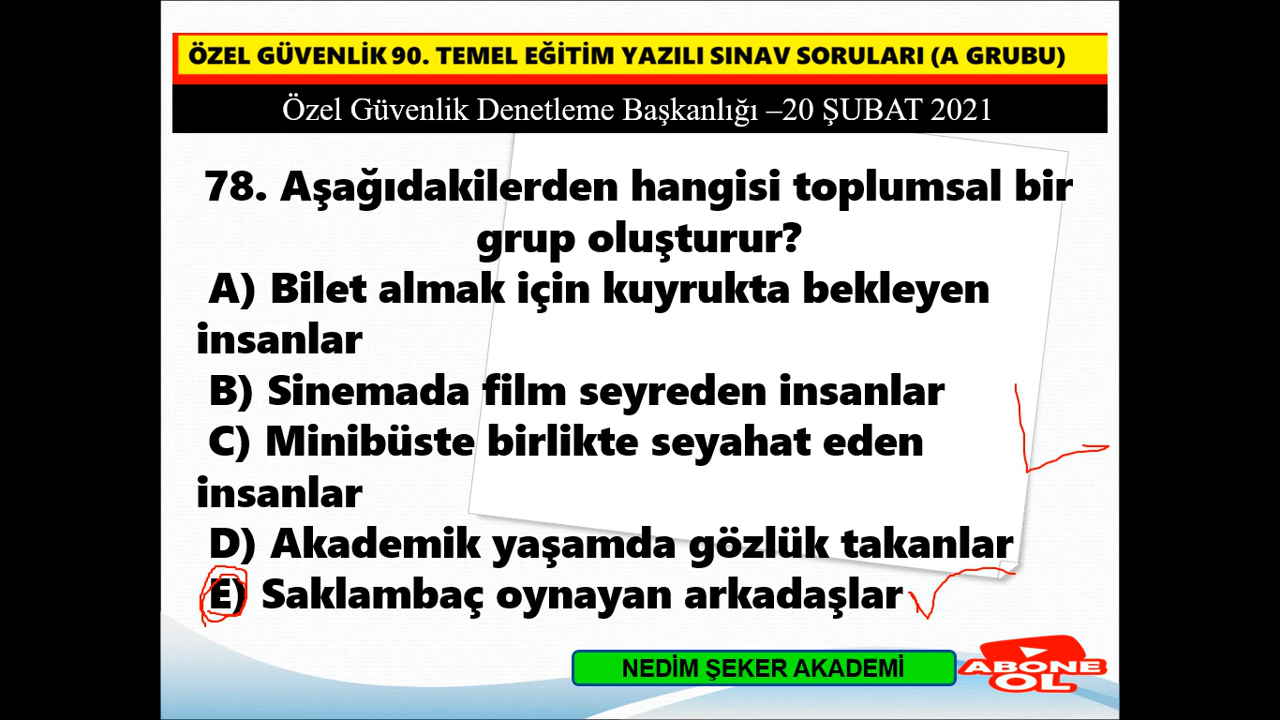 ÖZEL GÜVENLİK 90. TEMEL EĞİTİM YAZILI SINAV SORULARI (A GRUBU)
Özel Güvenlik Denetleme Başkanlığı –20 ŞUBAT 2021
78. Aşağıdakilerden hangisi toplumsal bir
grup oluşturur?
A) Bilet almak için kuyrukta bekleyen
insanlar
B) Sinemada film seyreden insanlar
C) Minibüste birlikte seyahat eden
insanlar
D) Akademik yaşamda gözlük takanlar
E) Saklambaç oynayan arkadaşlar
NEDİM ŞEKER AKADEMİ
ABONE
OL